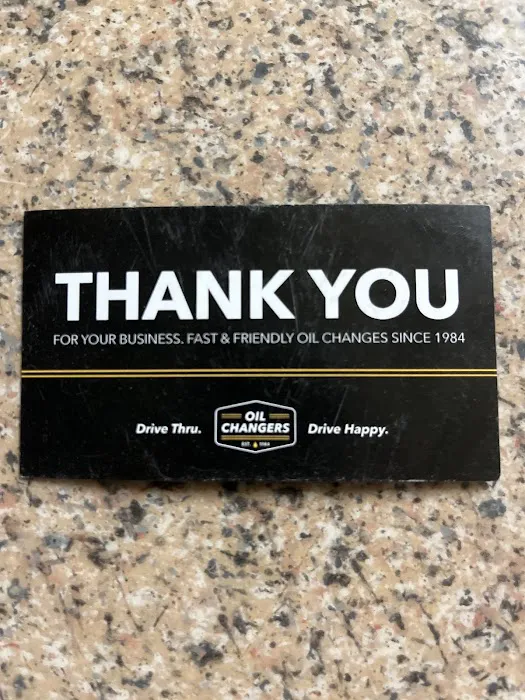 THANK YOU
FOR YOUR BUSINESS. FAST & FRIENDLY OIL CHANGES SINCE 1984
Drive Thru.
OIL
CHANGERS
EST. 1984
Drive Happy.